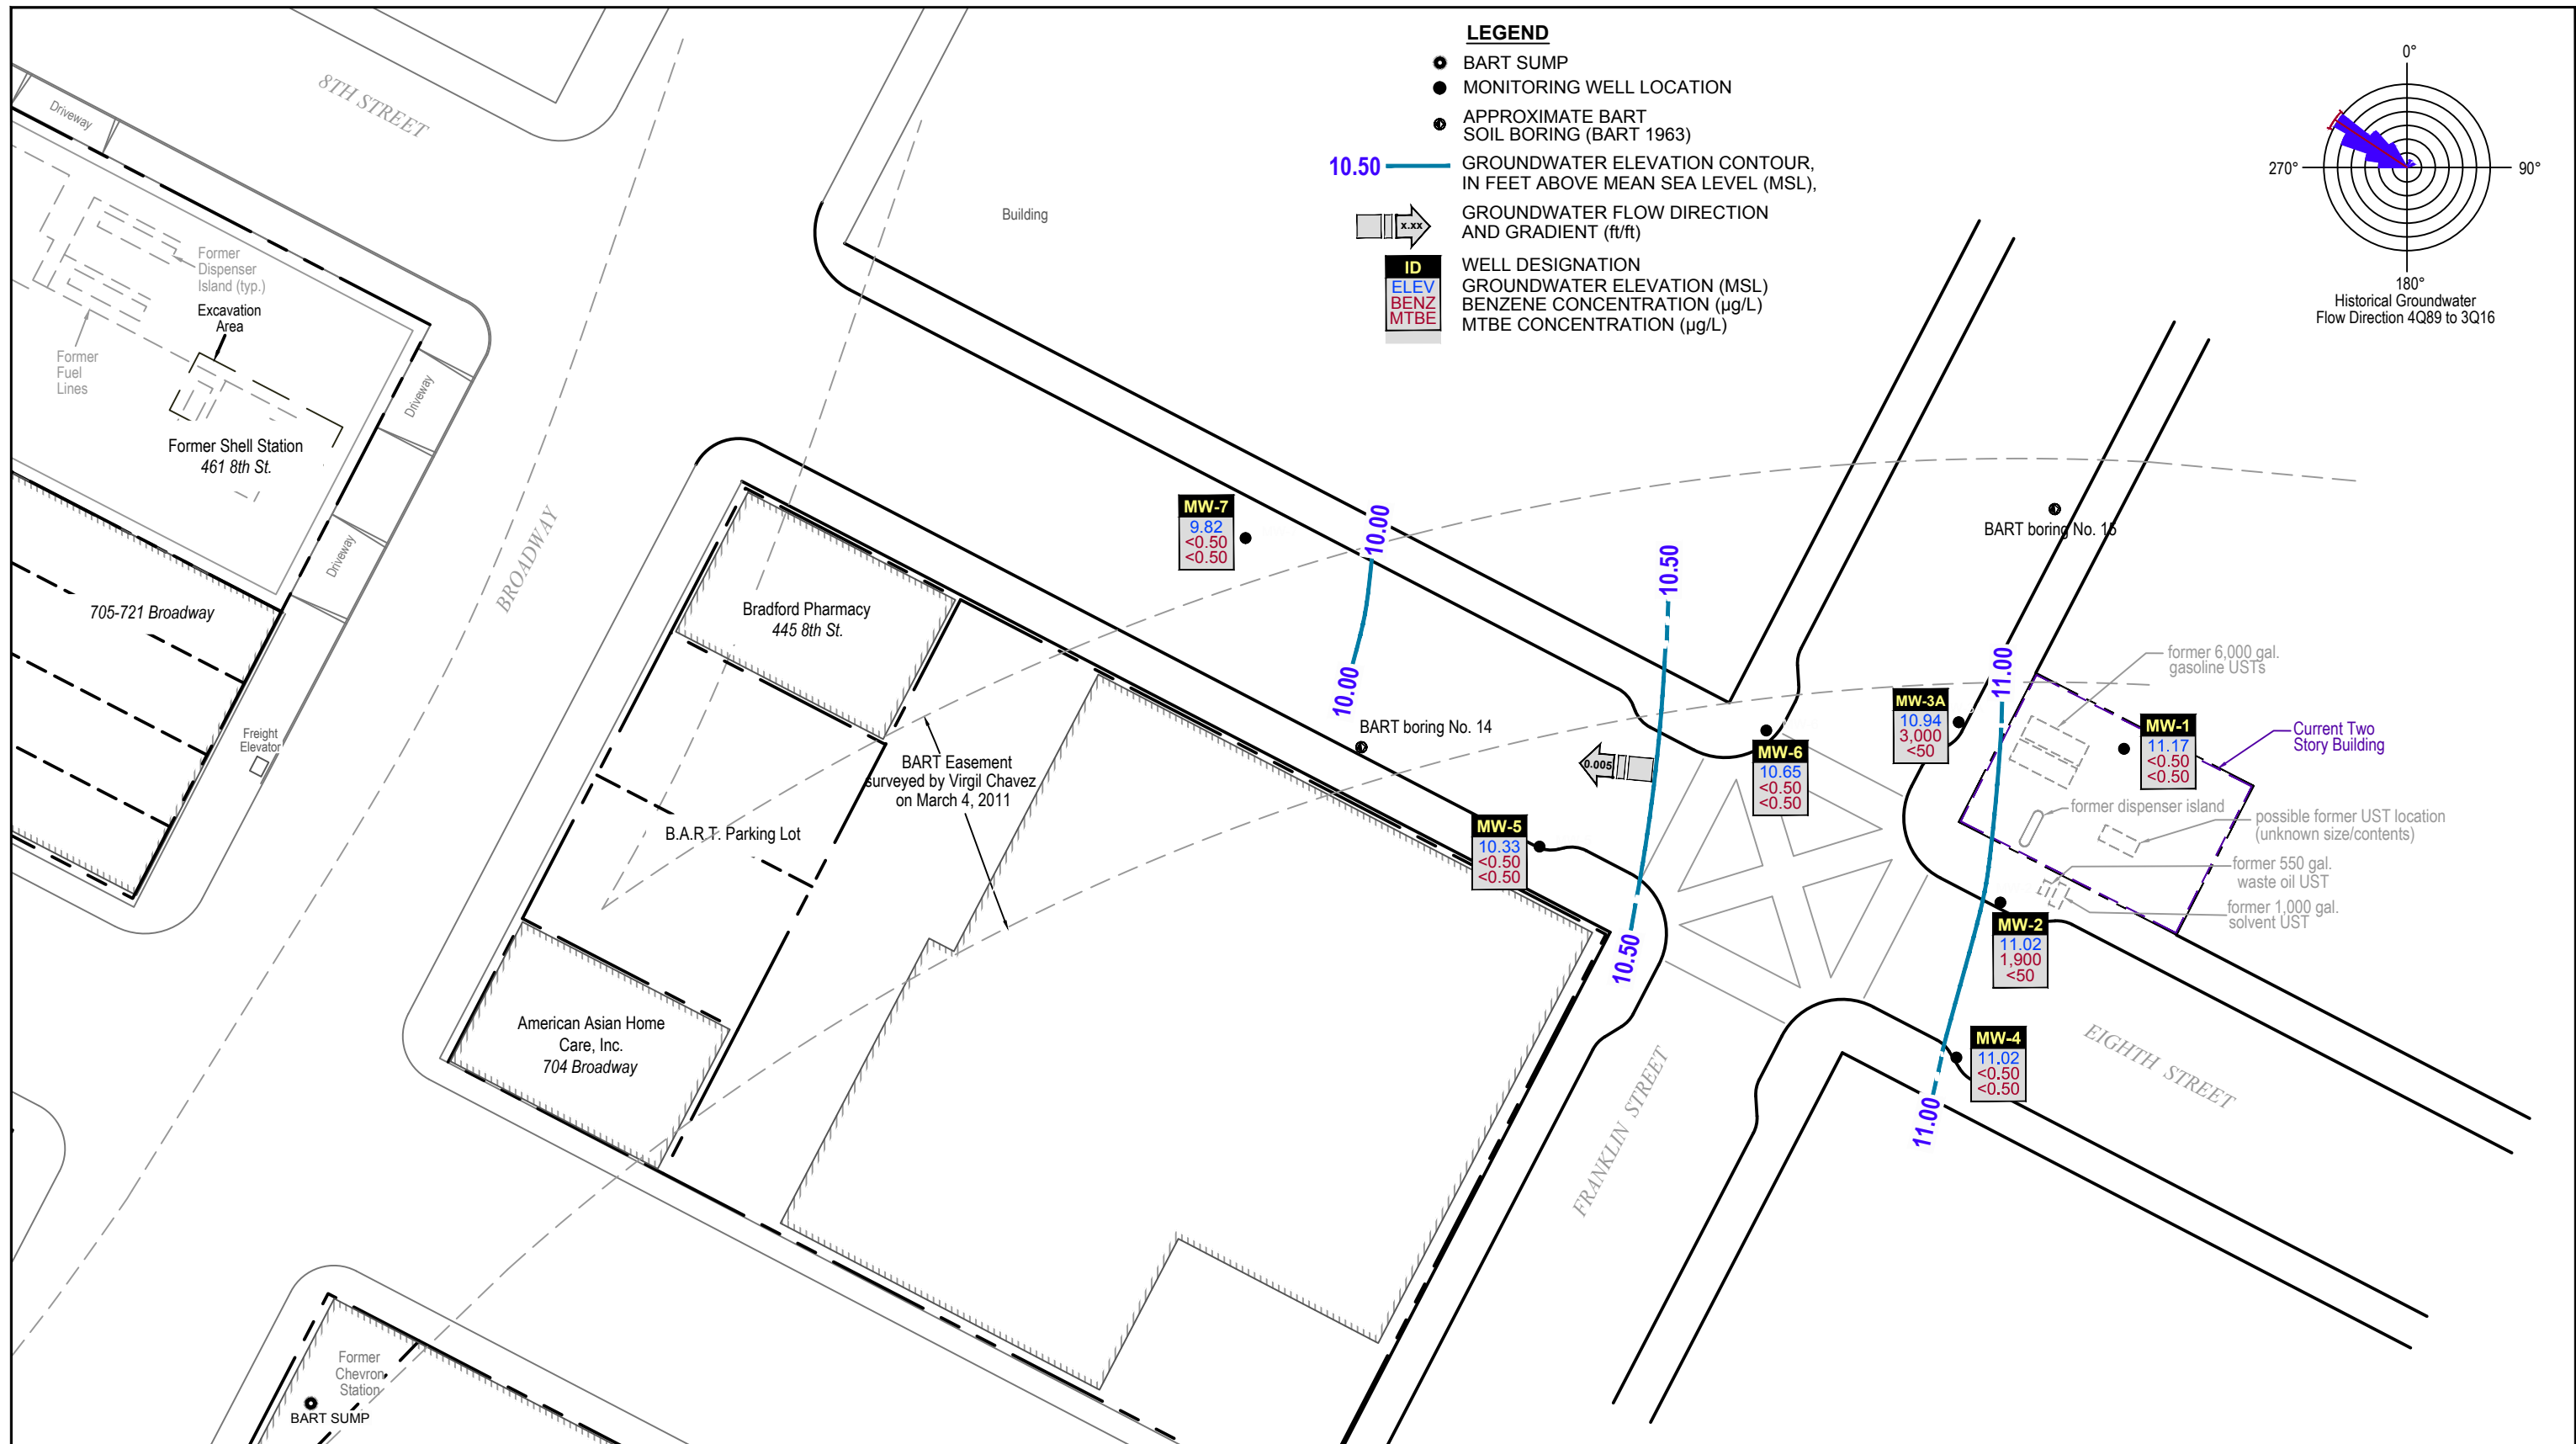 LEGEND
BART SUMP
MONITORING WELL LOCATION
APPROXIMATE BART
SOIL BORING (BART 1963)
10.50
GROUNDWATER ELEVATION CONTOUR,
IN FEET ABOVE MEAN SEA LEVEL (MSL),
x.xx
GROUNDWATER FLOW DIRECTION
AND GRADIENT (ft/ft)
ID
ELEV
BENZ
MTBE
WELL DESIGNATION
GROUNDWATER ELEVATION (MSL)
BENZENE CONCENTRATION (µg/L)
MTBE CONCENTRATION (µg/L)
0°
270°
90°
180°
Historical Groundwater
Flow Direction 4Q89 to 3Q16
8TH STREET
Driveway
Former
Dispenser
Island (typ.)
Excavation
Area
Former
Fuel
Lines
Driveway
Former Shell Station
461 8th St.
Driveway
705-721 Broadway
Freight
Elevator
BROADWAY
Building
Bradford Pharmacy
445 8th St.
B.A.R.T. Parking Lot
American Asian Home
Care, Inc.
704 Broadway
BART Easement
surveyed by Virgil Chavez
on March 4, 2011
Former
Chevron
Station
BART SUMP
MW-7
9.82
<0.50
<0.50
10.00
10.00
BART boring No. 14
10.50
10.50
0.005
MW-5
10.33
<0.50
<0.50
MW-6
10.65
<0.50
<0.50
BART boring No. 15
MW-3A
10.94
3,000
<50
11.00
11.00
MW-1
11.17
<0.50
<0.50
former 6,000 gal.
gasoline USTs
Current Two
Story Building
former dispenser island
possible former UST location
(unknown size/contents)
former 550 gal.
waste oil UST
former 1,000 gal.
solvent UST
MW-2
11.02
1,900
<50
MW-4
11.02
<0.50
<0.50
EIGHTH STREET
FRANKLIN STREET